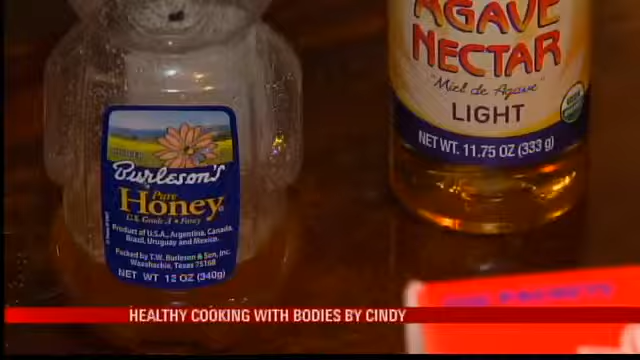 Burleson's
Pure
Honey
U.S. Grade A • Fancy
Product of U.S.A., Argentina, Canada,
Brazil, Uruguay and Mexico.
Packed by T.W. Burleson & Son, Inc.
Waxahachie, Texas 75168
NET WT 12 OZ (340g)
AGAVE
NECTAR
"Miel de Agave"
LIGHT
NET WT. 11.75 OZ (333 g)
HEALTHY COOKING WITH BODIES BY CINDY